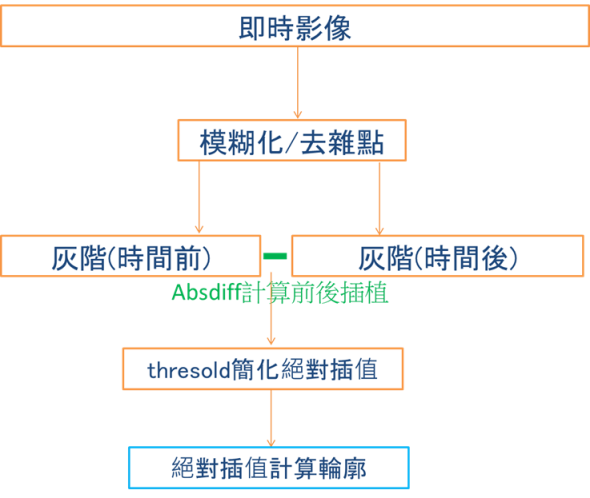 即時影像
模糊化/去雜點
灰階(時間前)
灰階(時間後)
Absdiff計算前後插植
thresold簡化絕對插值
絕對插值計算輪廓